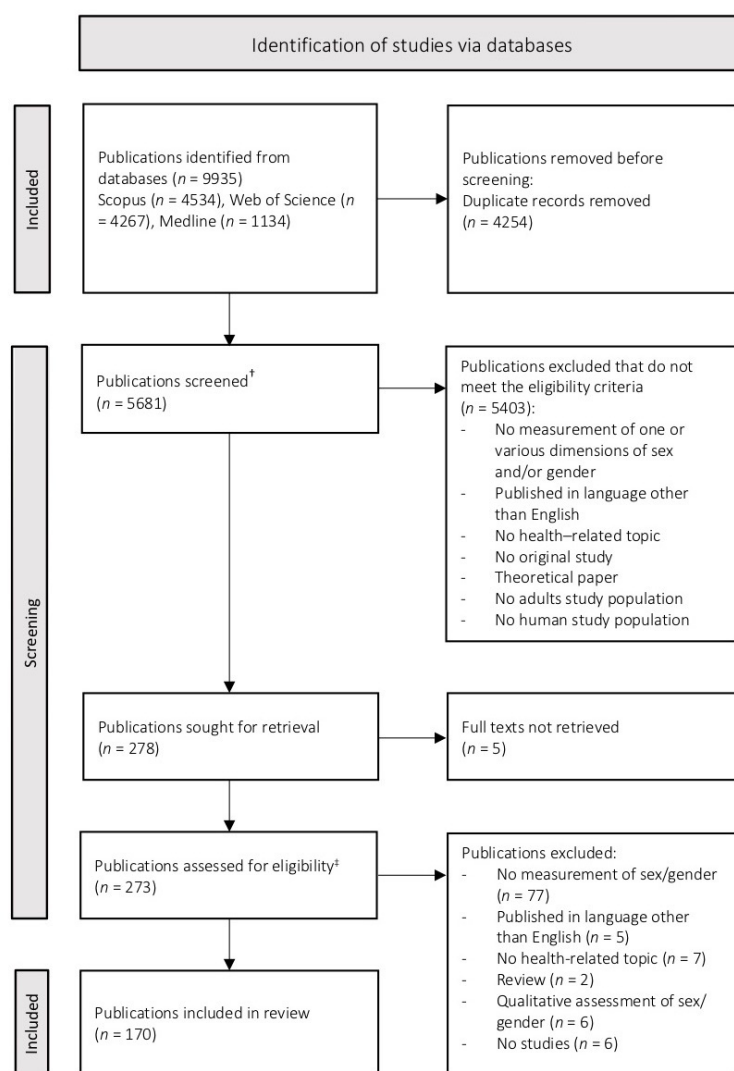 Identification of studies via databases
Included
Publications identified from
databases (n = 9935)
Scopus (n = 4534), Web of Science (n
= 4267), Medline (n = 1134)
Publications removed before
screening:
Duplicate records removed
(n = 4254)
Screening
Publications screened†
(n = 5681)
Publications excluded that do not
meet the eligibility criteria
(n = 5403):
- No measurement of one or
various dimensions of sex
and/or gender
- Published in language other
than English
- No health–related topic
- No original study
- Theoretical paper
- No adults study population
- No human study population
Publications sought for retrieval
(n = 278)
Full texts not retrieved
(n = 5)
Publications assessed for eligibility‡
(n = 273)
Publications excluded:
- No measurement of sex/gender
(n = 77)
- Published in language other
than English (n = 5)
- No health-related topic (n = 7)
- Review (n = 2)
- Qualitative assessment of sex/
gender (n = 6)
- No studies (n = 6)
Included
Publications included in review
(n = 170)